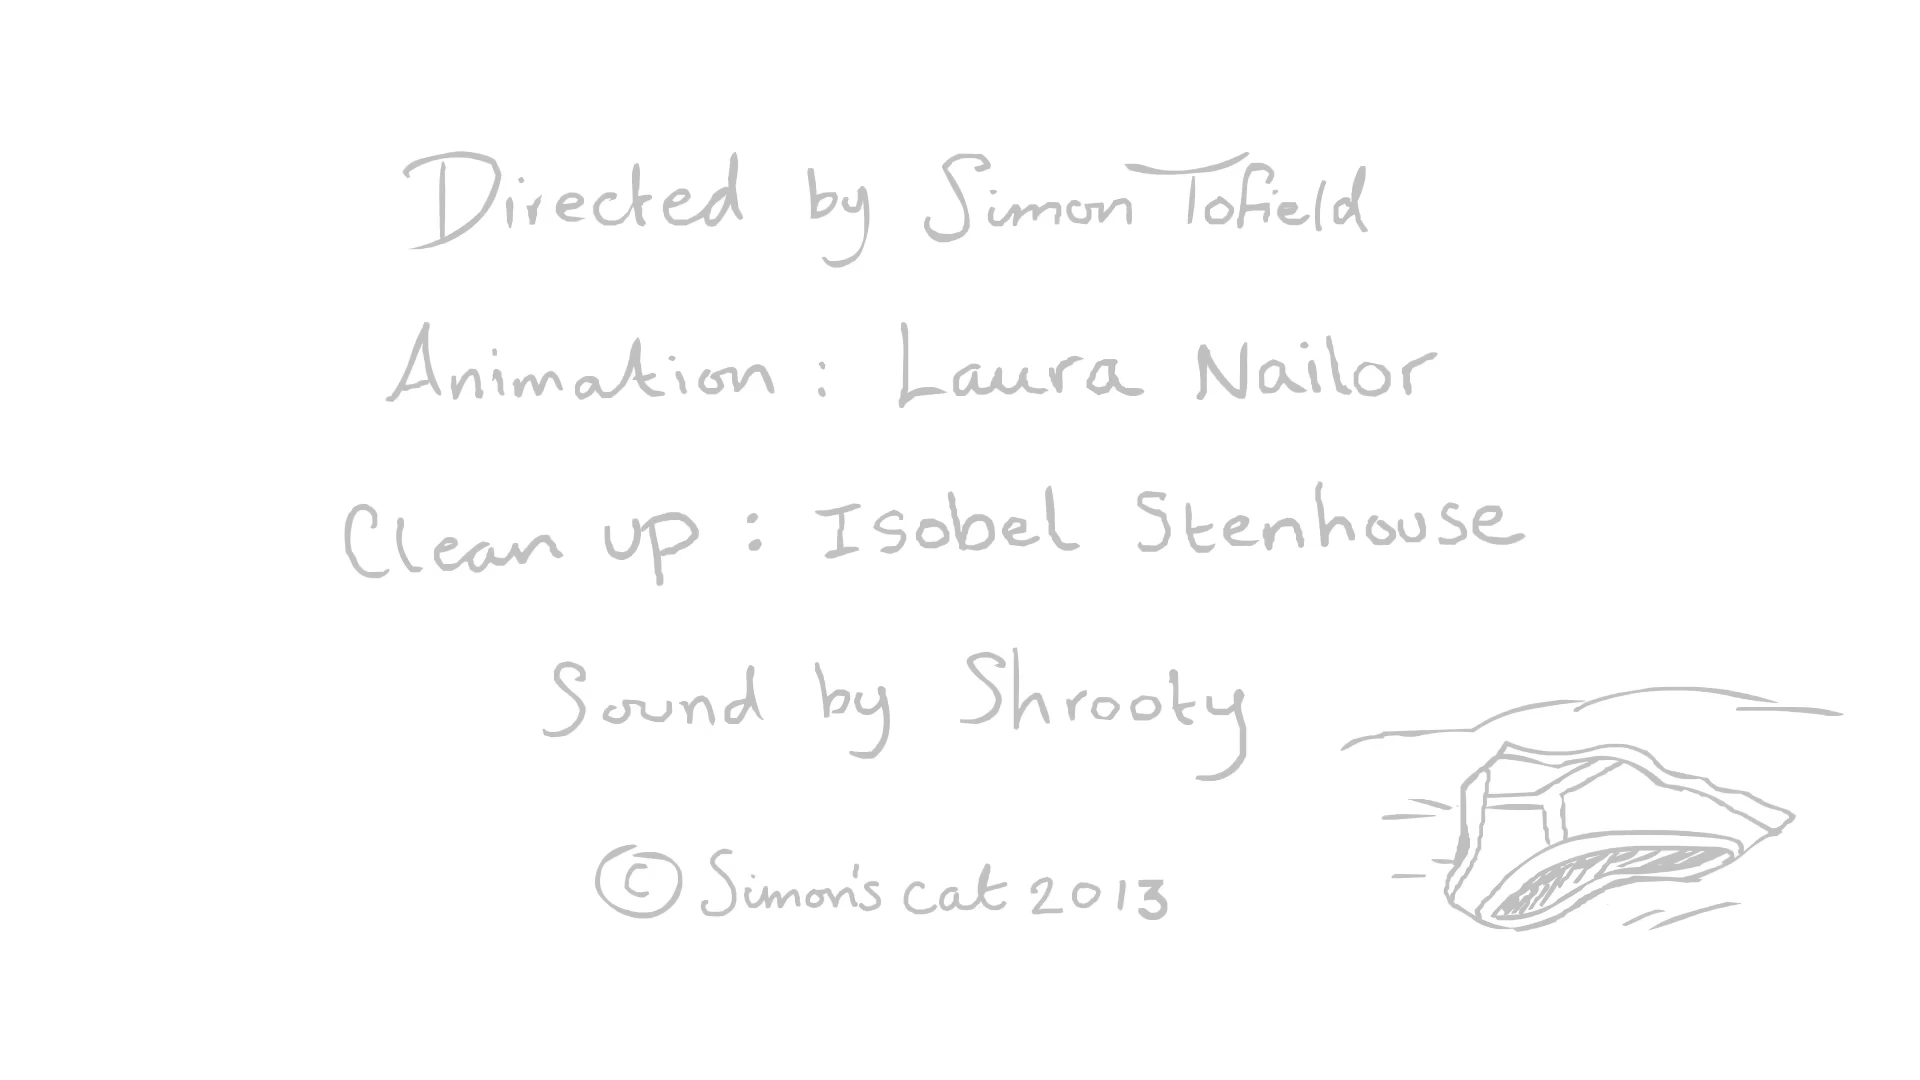 Directed by Simon Tofield
Animation : Laura Nailor
Clean up : Isobel Stenhouse
Sound by Shrooty
© Simon's cat 2013